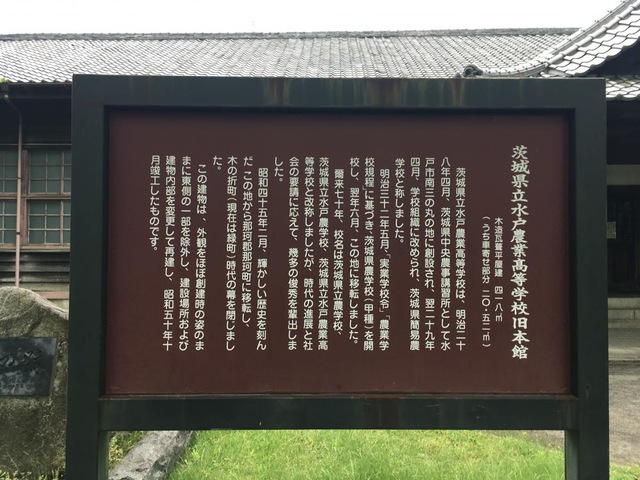 茨城県立水戸農業高等学校旧本館
木造瓦葺平屋建 四一八㎡
(うち車寄せ部分 二〇・五二㎡)
茨城県立水戸農業高等学校は、明治二十
八年四月、茨城県中央農事講習所として水
戸市南三の丸の地に創設され、翌二十九年
四月、学校組織に改められ、茨城県簡易農
学校と称しました。
明治三十二年五月、「実業学校令」「農業学
校規程」に基づき、茨城県農学校(甲種)を開
校し、翌年六月、この地に移転しました。
爾来七十年、校名は茨城県立農学校、
茨城県立水戸農学校、茨城県立水戸農業高
等学校と改称しましたが、時代の進展と社
会の要請に応えて、幾多の俊秀を輩出しま
した。
昭和四十五年二月、輝かしい歴史を刻ん
だ この地から那珂郡那珂町に移転し、
木の折町(現在は緑町)時代の幕を閉じまし
た。
この建物は、外観をほぼ創建時の姿のま
まに東側の一部を除外し、建設場所および
建物内部を変更して再建し、昭和五十年十
月竣工したものです。